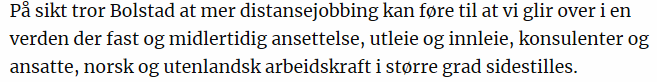 På sikt tror Bolstad at mer distansejobbing kan føre til at vi glir over i en
verden der fast og midlertidig ansettelse, utleie og innleie, konsulenter og
ansatte, norsk og utenlandsk arbeidskraft i større grad sidestilles.